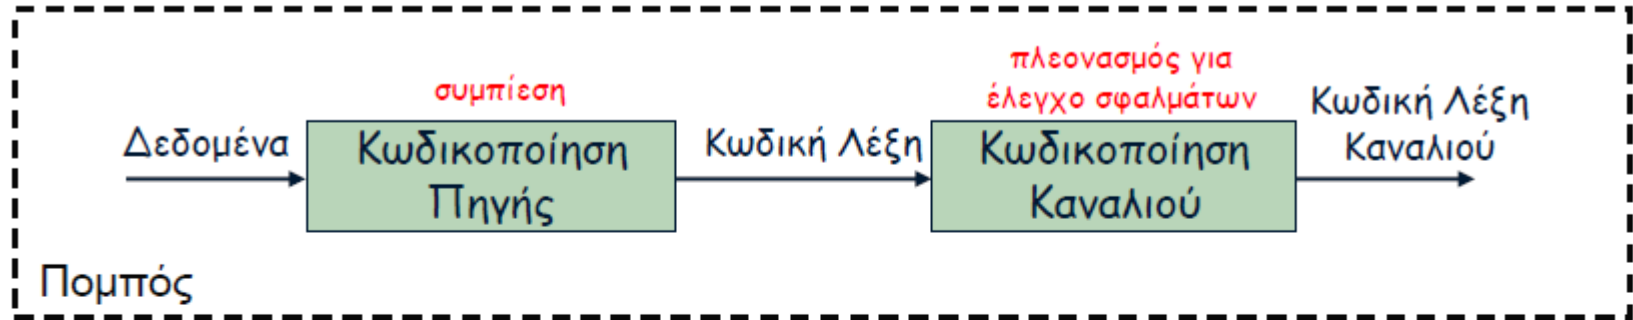 συμπίεση
πλεονασμός για
έλεγχο σφαλμάτων
Δεδομένα
Κωδικοποίηση
Πηγής
Κωδική Λέξη
Κωδικοποίηση
Καναλιού
Κωδική Λέξη
Καναλιού
Πομπός